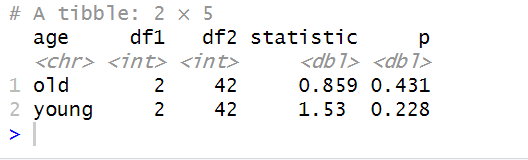 # A tibble: 2 × 5
age df1 df2 statistic p
<chr> <int> <int> <dbl> <dbl>
1 old 2 42 0.859 0.431
2 young 2 42 1.53 0.228
>